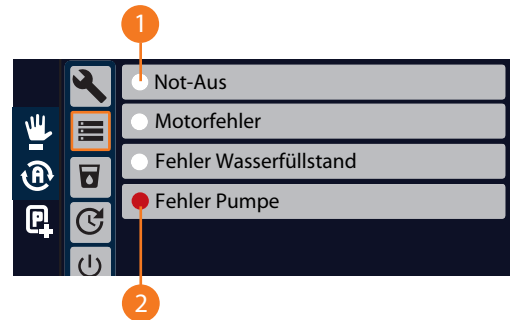 1
Not-Aus
Motorfehler
Fehler Wasserfüllstand
A
Fehler Pumpe
P
2